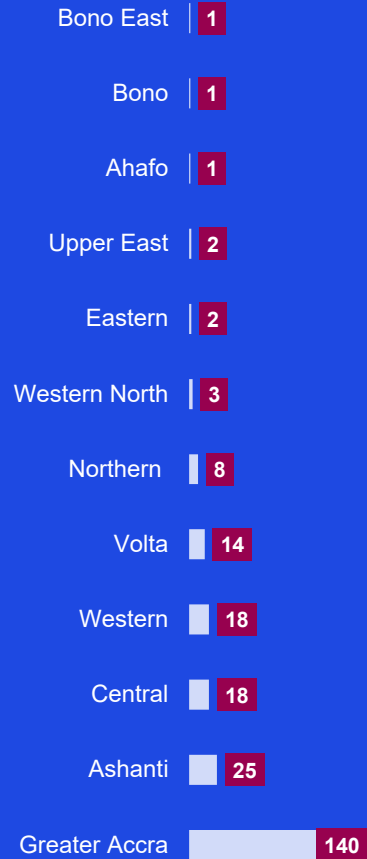 Bono East 1
Bono 1
Ahafo 1
Upper East 2
Eastern 2
Western North 3
Northern 8
Volta 14
Western 18
Central 18
Ashanti 25
Greater Accra 140